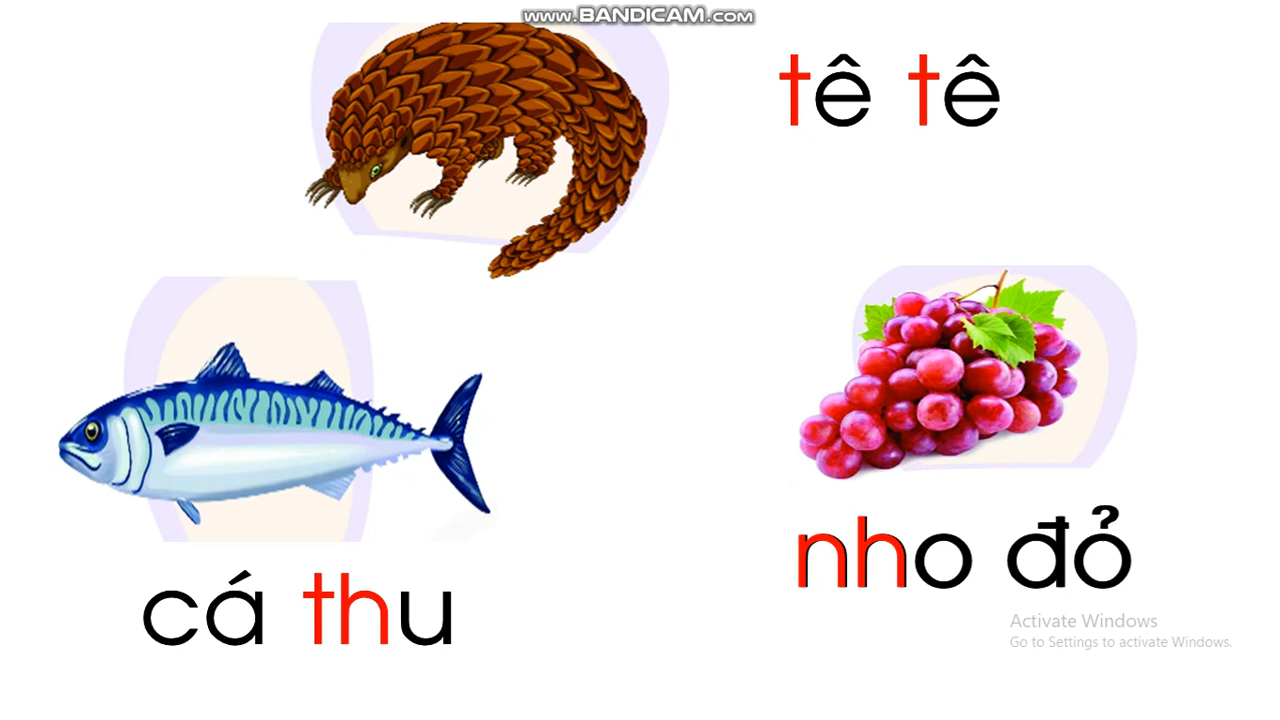 www.BANDICAM.com
tê tê
nho đỏ
cá thu
Activate Windows
Go to Settings to activate Windows.